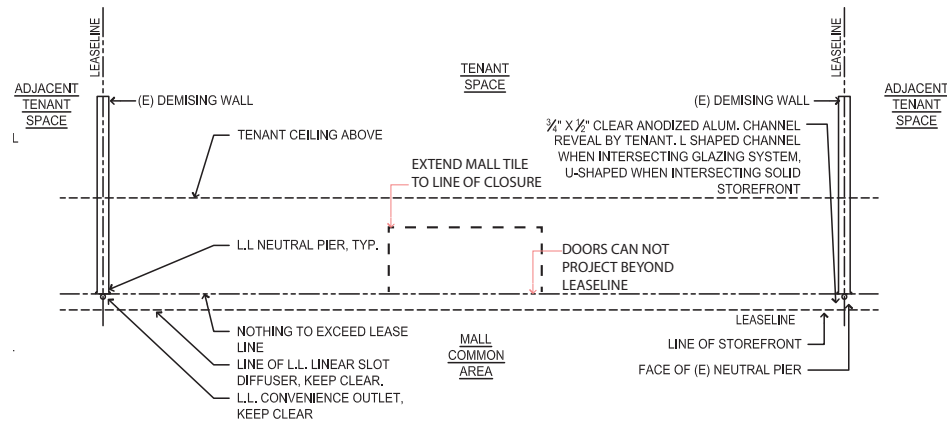 LEASELINE
LEASELINE
ADJACENT
TENANT
SPACE
(E) DEMISING WALL
TENANT
SPACE
(E) DEMISING WALL
ADJACENT
TENANT
SPACE
TENANT CEILING ABOVE
¾" X ½" CLEAR ANODIZED ALUM. CHANNEL
REVEAL BY TENANT. L SHAPED CHANNEL
WHEN INTERSECTING GLAZING SYSTEM,
U-SHAPED WHEN INTERSECTING SOLID
STOREFRONT
EXTEND MALL TILE
TO LINE OF CLOSURE
L.L NEUTRAL PIER, TYP.
DOORS CAN NOT
PROJECT BEYOND
LEASELINE
NOTHING TO EXCEED LEASE
LINE
LINE OF L.L. LINEAR SLOT
DIFFUSER, KEEP CLEAR.
L.L. CONVENIENCE OUTLET,
KEEP CLEAR
MALL
COMMON
AREA
LEASELINE
LINE OF STOREFRONT
FACE OF (E) NEUTRAL PIER